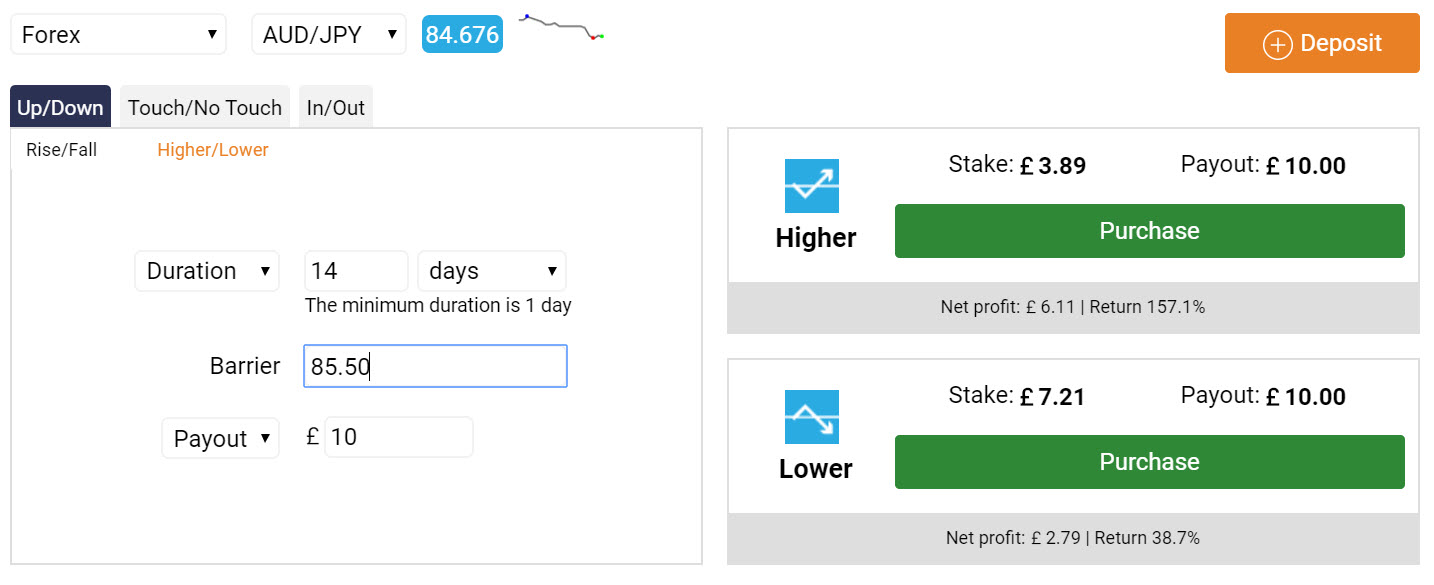 Forex AUD/JPY 84.676 Deposit
Up/Down Touch/No Touch In/Out
Rise/Fall Higher/Lower
Duration 14 days
The minimum duration is 1 day
Barrier 85.50
Payout £ 10
Stake: £ 3.89 Payout: £ 10.00
Purchase
Higher
Net profit: £ 6.11 | Return 157.1%
Stake: £ 7.21 Payout: £ 10.00
Purchase
Lower
Net profit: £ 2.79 | Return 38.7%